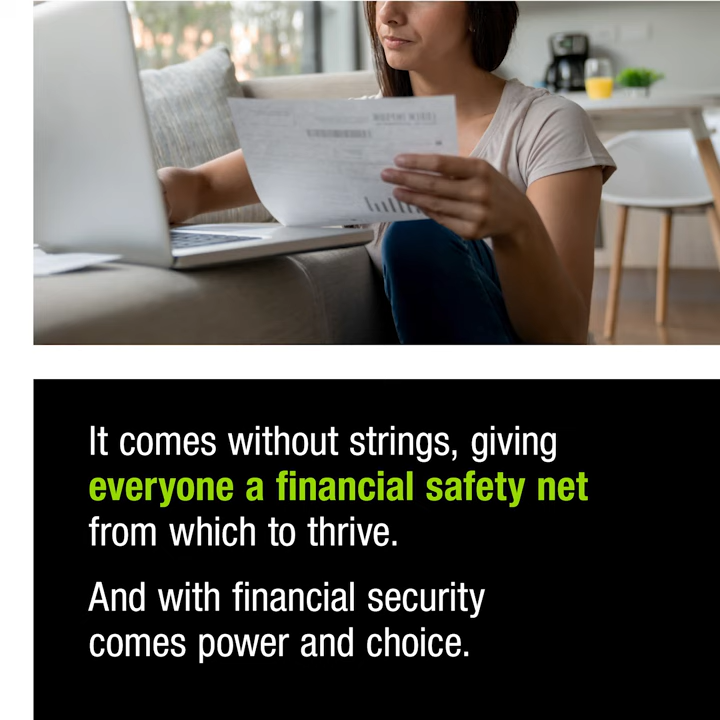 It comes without strings, giving
everyone a financial safety net
from which to thrive.
And with financial security
comes power and choice.